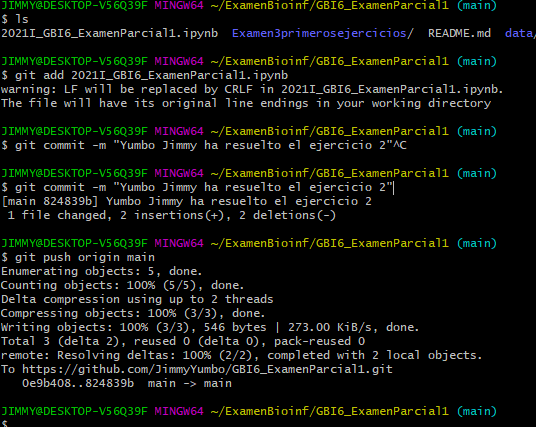 JIMMY@DESKTOP-V56Q39F MINGW64 ~/ExamenBioinf/GBI6_ExamenParcial1 (main)
$ ls
2021I_GBI6_ExamenParcial1.ipynb  Examen3primerosejercicios/  README.md  data/
JIMMY@DESKTOP-V56Q39F MINGW64 ~/ExamenBioinf/GBI6_ExamenParcial1 (main)
$ git add 2021I_GBI6_ExamenParcial1.ipynb
warning: LF will be replaced by CRLF in 2021I_GBI6_ExamenParcial1.ipynb.
The file will have its original line endings in your working directory
JIMMY@DESKTOP-V56Q39F MINGW64 ~/ExamenBioinf/GBI6_ExamenParcial1 (main)
$ git commit -m "Yumbo Jimmy ha resuelto el ejercicio 2"^C
JIMMY@DESKTOP-V56Q39F MINGW64 ~/ExamenBioinf/GBI6_ExamenParcial1 (main)
$ git commit -m "Yumbo Jimmy ha resuelto el ejercicio 2"
[main 824839b] Yumbo Jimmy ha resuelto el ejercicio 2
 1 file changed, 2 insertions(+), 2 deletions(-)
JIMMY@DESKTOP-V56Q39F MINGW64 ~/ExamenBioinf/GBI6_ExamenParcial1 (main)
$ git push origin main
Enumerating objects: 5, done.
Counting objects: 100% (5/5), done.
Delta compression using up to 2 threads
Compressing objects: 100% (3/3), done.
Writing objects: 100% (3/3), 546 bytes | 273.00 KiB/s, done.
Total 3 (delta 2), reused 0 (delta 0), pack-reused 0
remote: Resolving deltas: 100% (2/2), completed with 2 local objects.
To https://github.com/JimmyYumbo/GBI6_ExamenParcial1.git
   0e9b408..824839b  main -> main
JIMMY@DESKTOP-V56Q39F MINGW64 ~/ExamenBioinf/GBI6_ExamenParcial1 (main)
$